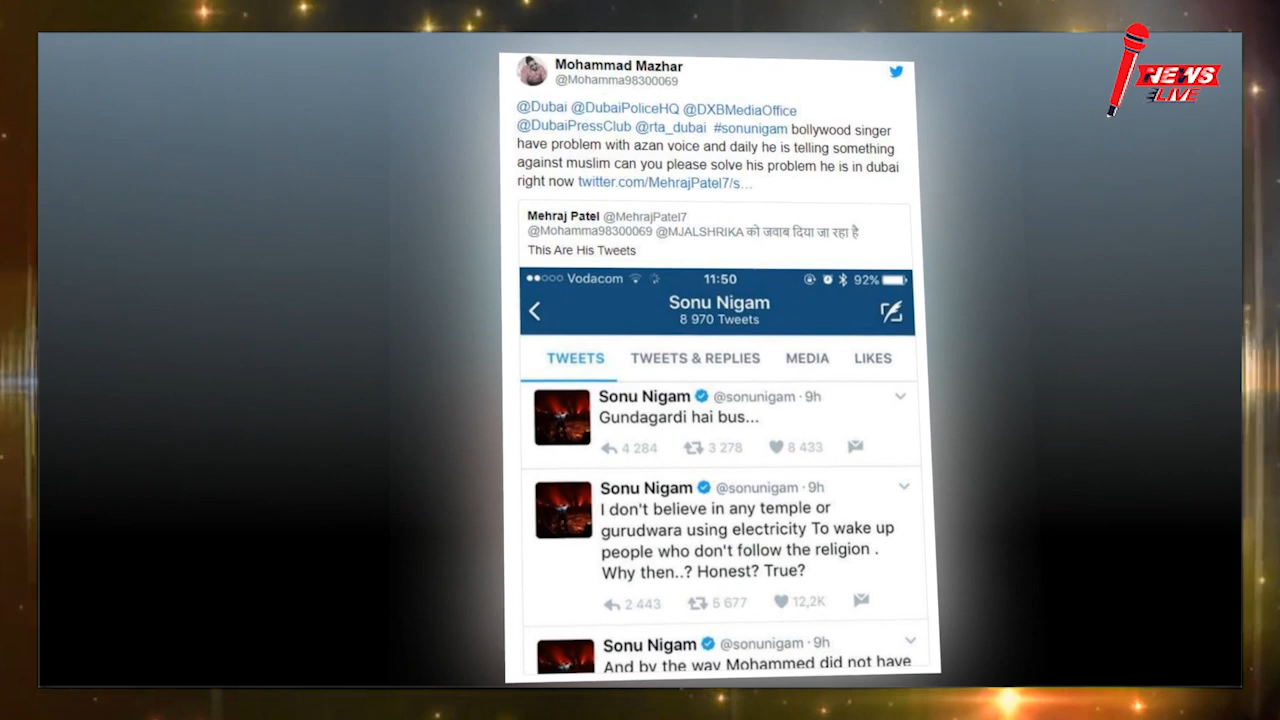 NEWS
LIVE
Mohammad Mazhar
@Mohamma98300069
@Dubai @DubaiPoliceHQ @DXBMediaOffice
@DubaiPressClub @rta_dubai #sonunigam bollywood singer
have problem with azan voice and daily he is telling something
against muslim can you please solve his problem he is in dubai
right now twitter.com/MehrajPatel7/s…
Mehraj Patel @MehrajPatel7
@Mohamma98300069 @MJALSHRIKA को जवाब दिया जा रहा है
This Are His Tweets
Vodacom 11:50 92%
Sonu Nigam
8 970 Tweets
TWEETS TWEETS & REPLIES MEDIA LIKES
Sonu Nigam @sonunigam · 9h
Gundagardi hai bus...
4 284 3 278 8 433
Sonu Nigam @sonunigam · 9h
I don't believe in any temple or
gurudwara using electricity To wake up
people who don't follow the religion .
Why then..? Honest? True?
2 443 5 677 12,2K
Sonu Nigam @sonunigam · 9h
And by the way Mohammed did not have